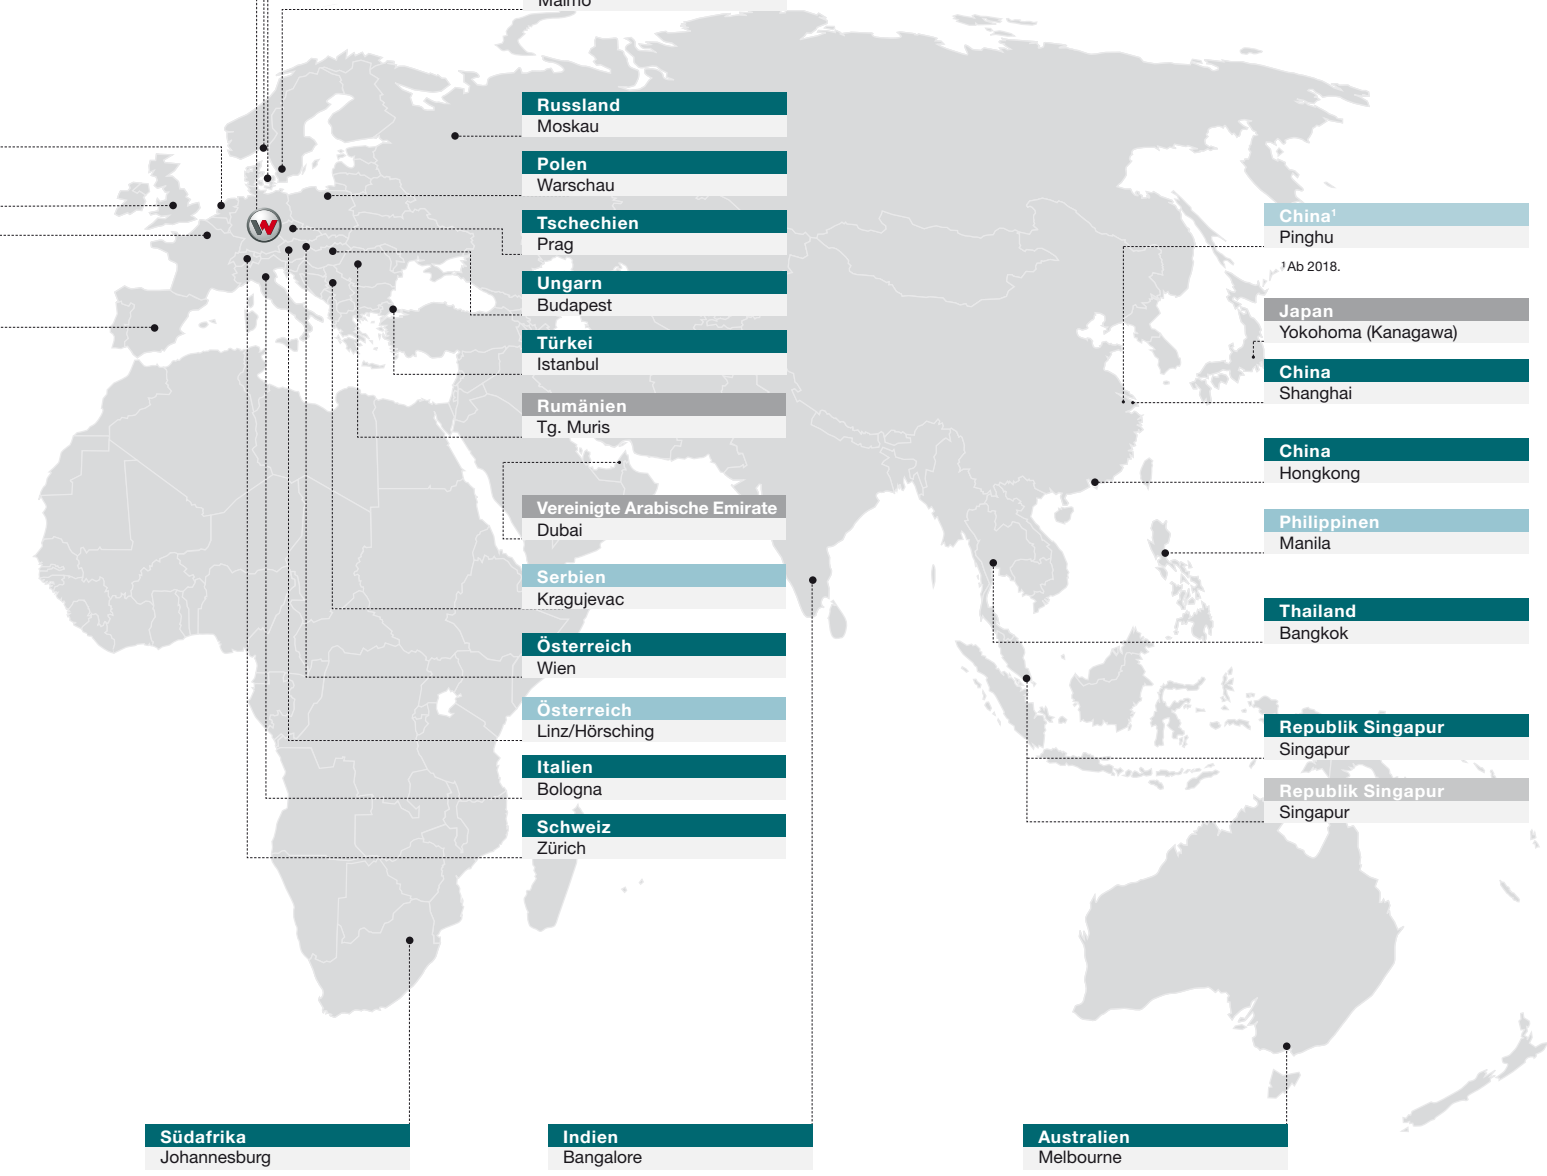 Malmö
Russland
Moskau
Polen
Warschau
Tschechien
Prag
Ungarn
Budapest
Türkei
Istanbul
Rumänien
Tg. Muris
Vereinigte Arabische Emirate
Dubai
Serbien
Kragujevac
Österreich
Wien
Österreich
Linz/Hörsching
Italien
Bologna
Schweiz
Zürich
China¹
Pinghu
¹Ab 2018.
Japan
Yokohoma (Kanagawa)
China
Shanghai
China
Hongkong
Philippinen
Manila
Thailand
Bangkok
Republik Singapur
Singapur
Republik Singapur
Singapur
Südafrika
Johannesburg
Indien
Bangalore
Australien
Melbourne